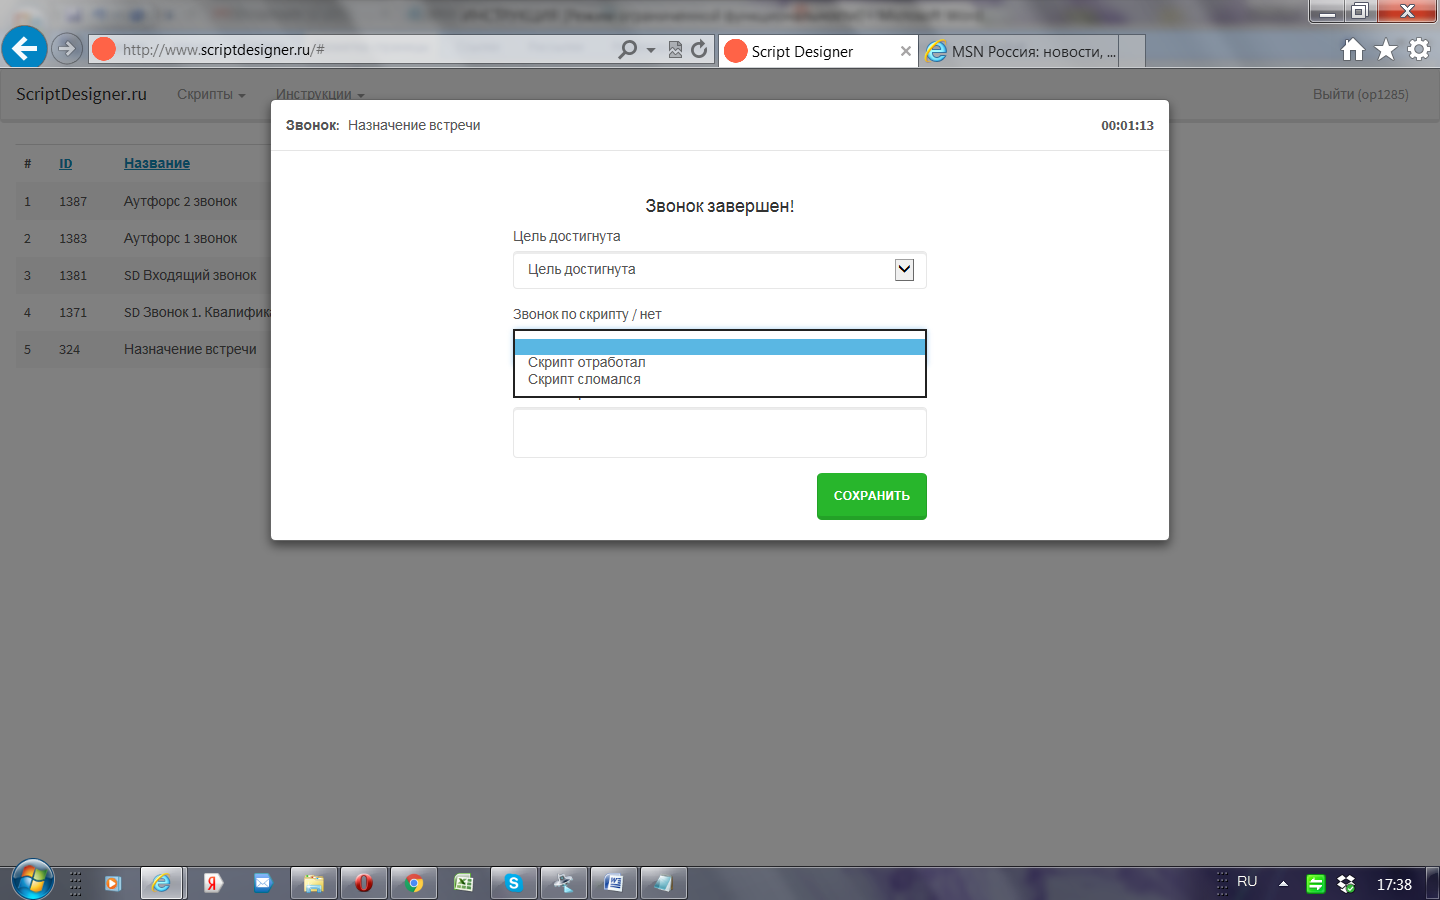 http://www.scriptdesigner.ru/#
Script Designer
MSN Россия: новости, ...
ScriptDesigner.ru
Скрипты
Инструкции
Выйти (op1285)
Звонок: Назначение встречи
00:01:13
# ID Название
1 1387 Аутфорс 2 звонок
2 1383 Аутфорс 1 звонок
3 1381 SD Входящий звонок
4 1371 SD Звонок 1. Квалифика
5 324 Назначение встречи
Звонок завершен!
Цель достигнута
Цель достигнута
Звонок по скрипту / нет
Скрипт отработал
Скрипт сломался
СОХРАНИТЬ
RU
17:38